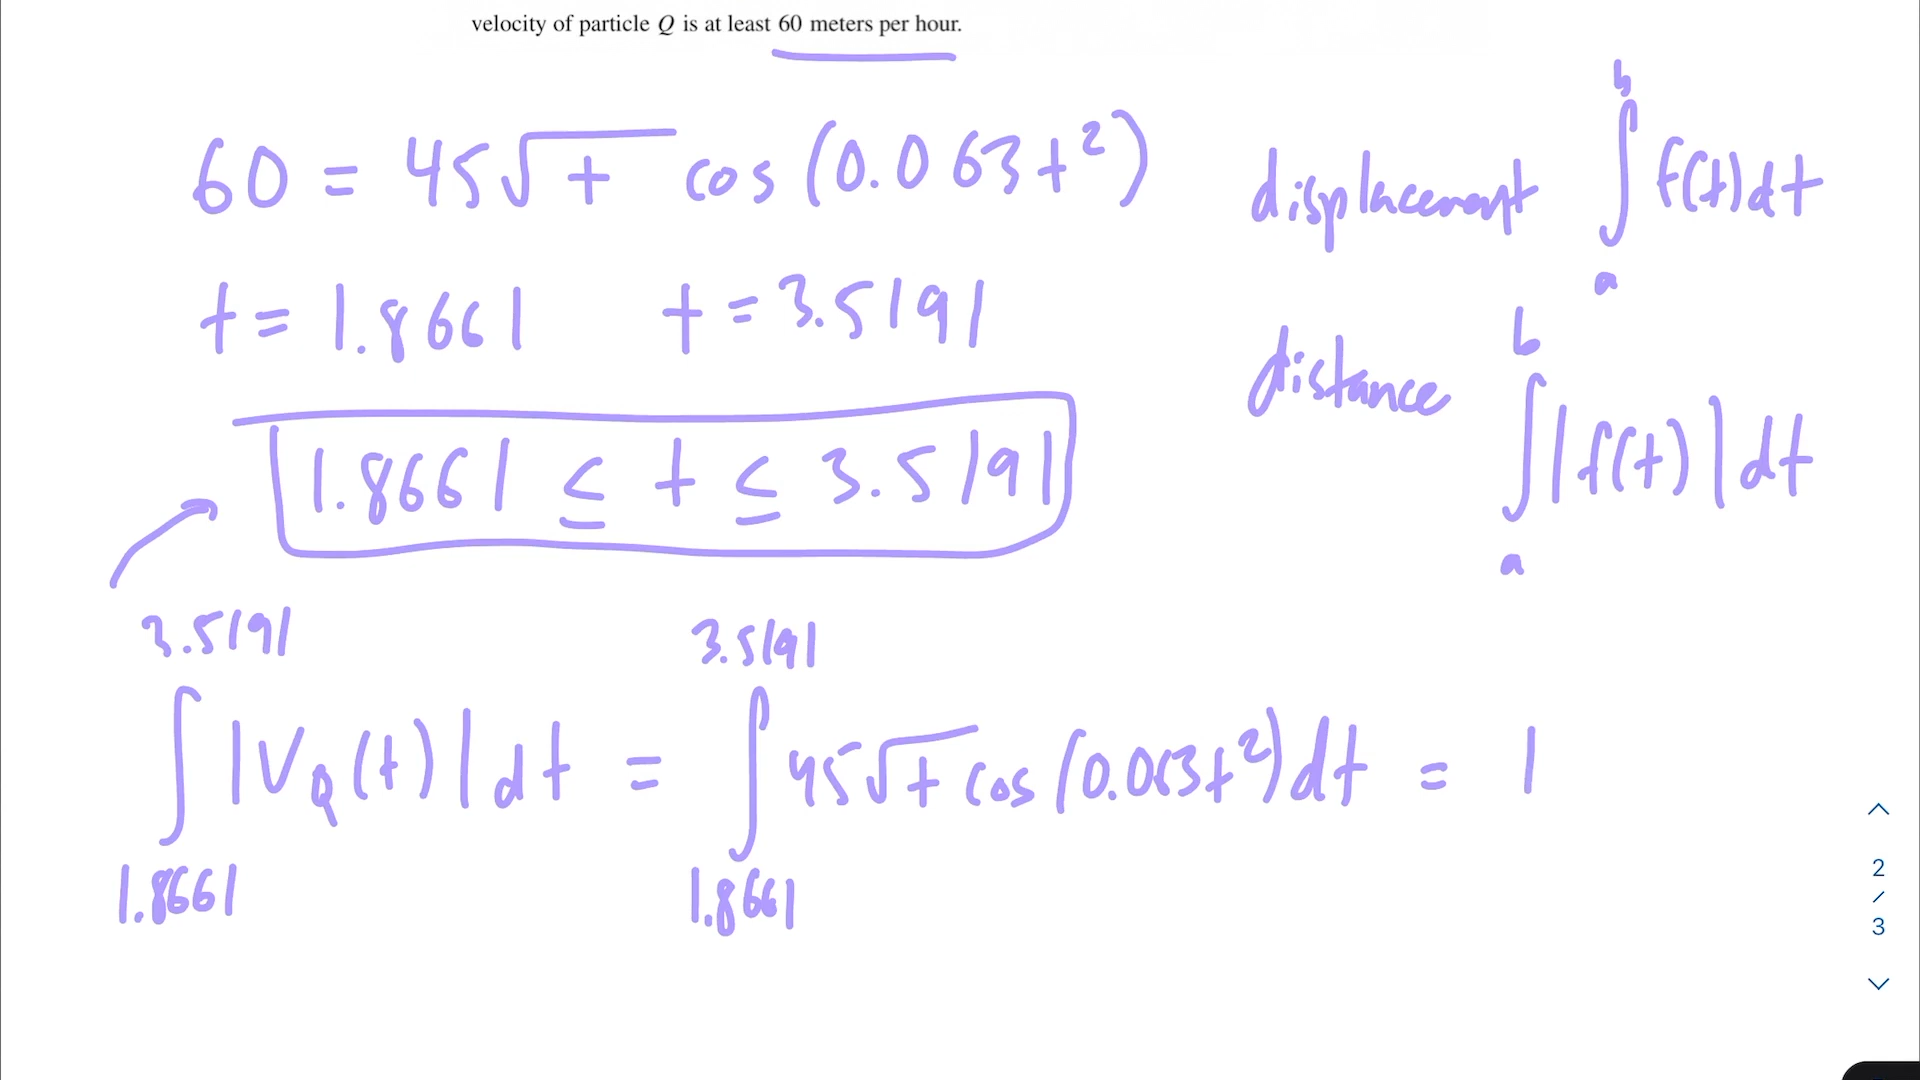 velocity of particle Q is at least 60 meters per hour.
60 = 45√t cos(0.063t²)
t = 1.8661 t = 3.5191
1.8661 ≤ t ≤ 3.5191
displacement ∫ₐᵇ f(t)dt
distance ∫ₐᵇ |f(t)|dt
3.5191 3.5191
∫ |V_Q(t)| dt = ∫ 45√t cos(0.063t²)dt = 1
1.8661 1.8661
2
/
3